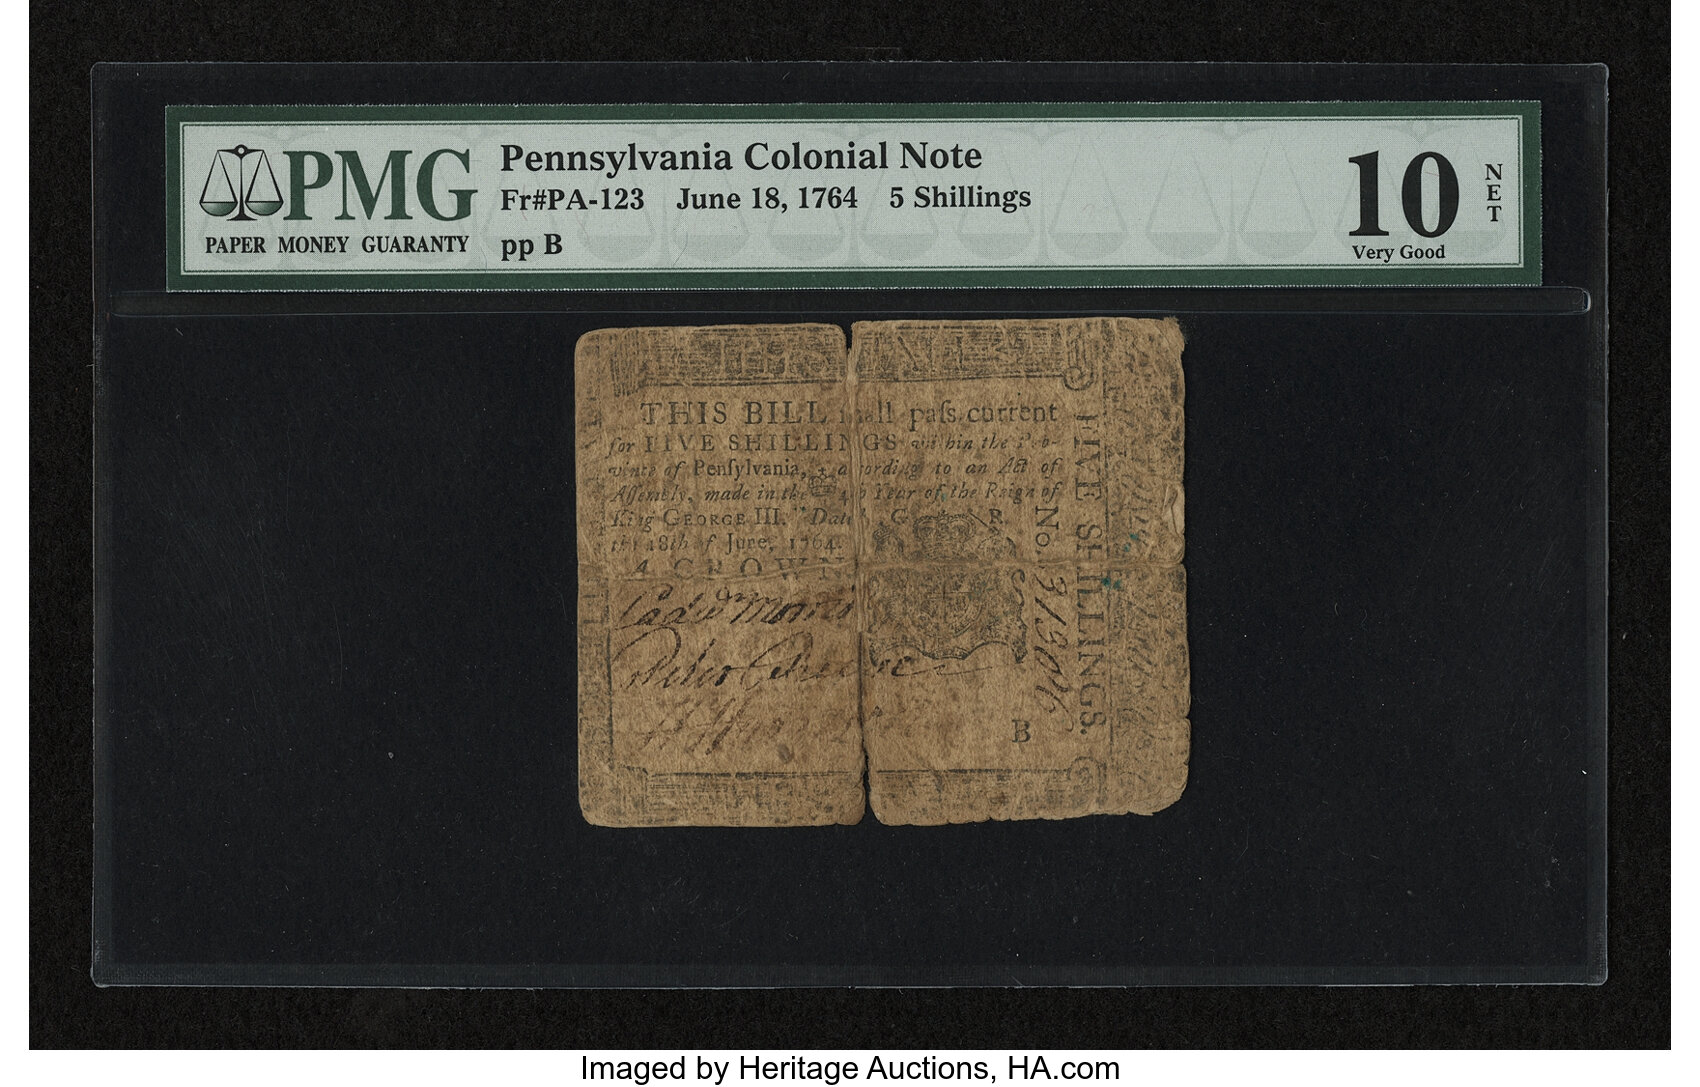 PMG
PAPER MONEY GUARANTY
Pennsylvania Colonial Note
Fr#PA-123 June 18, 1764 5 Shillings
pp B
10
NET
Very Good
THIS BILL shall paſs current
for FIVE SHILLINGS within the Pro-
vince of Penſylvania, according to an Act of
Aſſembly, made in the 4th Year of the Reign of
King GEORGE III. Dated
the 18th of June, 1764.
G R.
A CROWN
Cadr Morris
B
No.
FIVE SHILLINGS.
Imaged by Heritage Auctions, HA.com